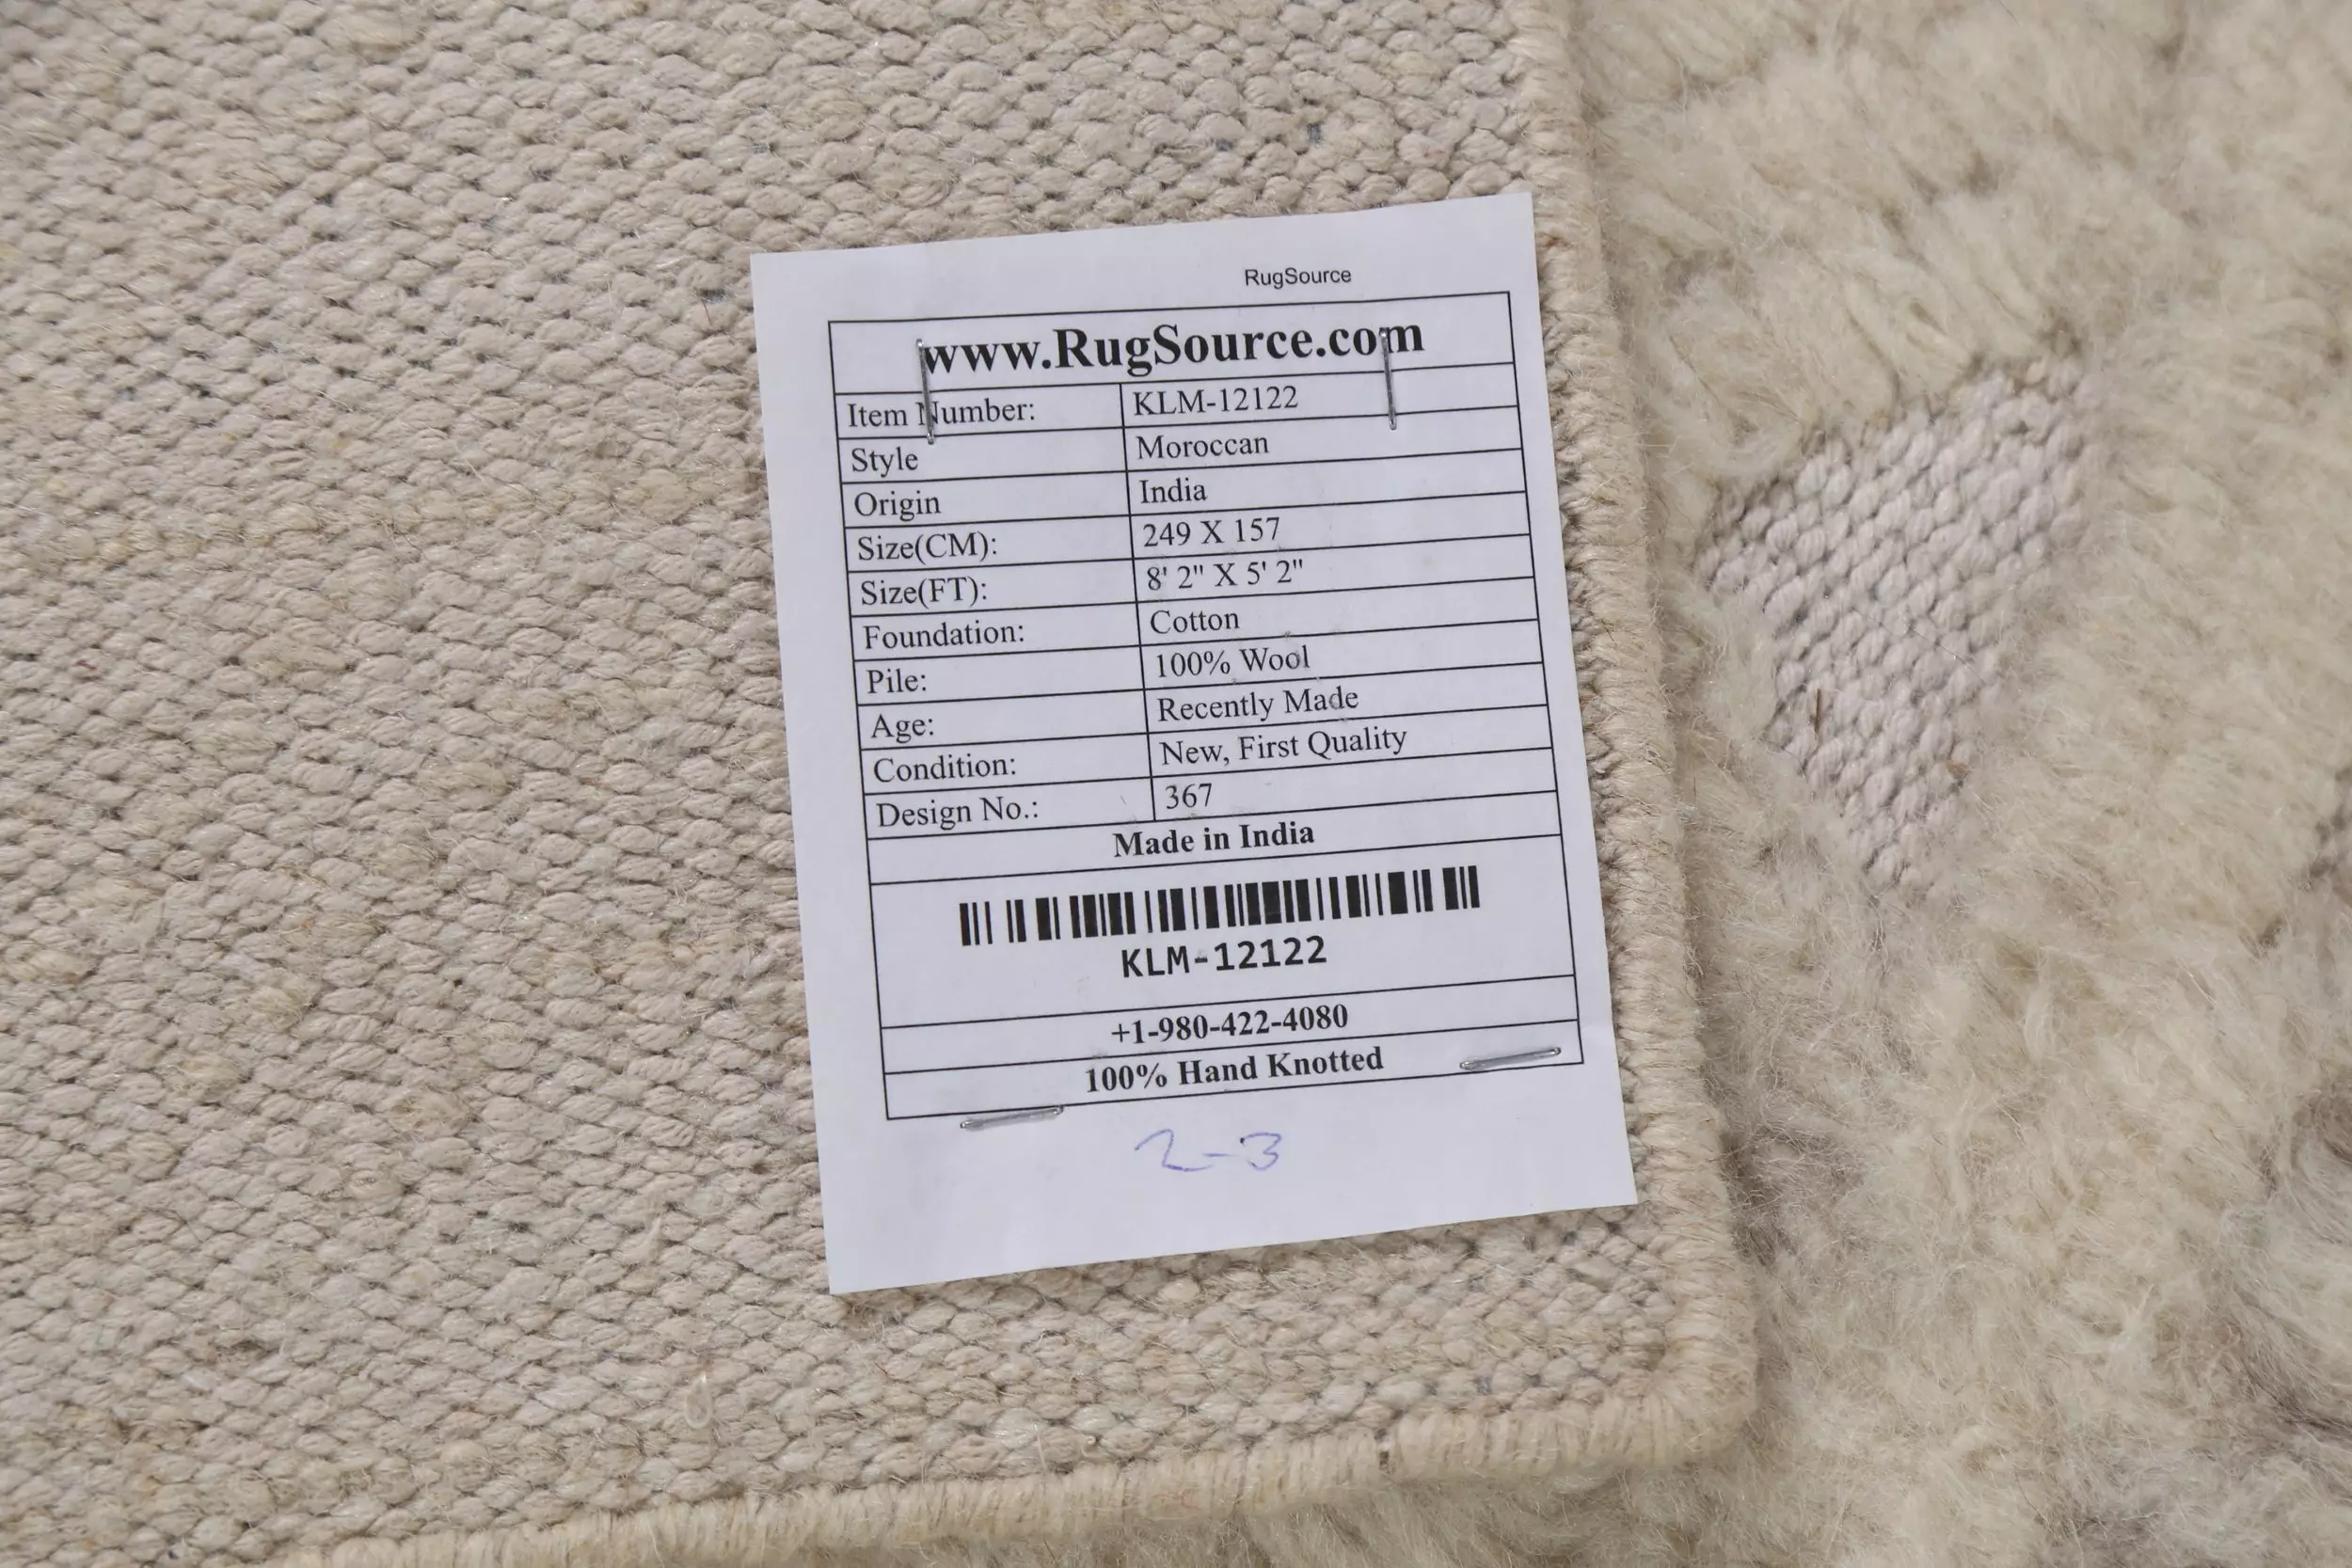 RugSource
www.RugSource.com
Item Number: KLM-12122
Style Moroccan
Origin India
Size(CM): 249 X 157
Size(FT): 8' 2" X 5' 2"
Foundation: Cotton
Pile: 100% Wool
Age: Recently Made
Condition: New, First Quality
Design No.: 367
Made in India
KLM-12122
+1-980-422-4080
100% Hand Knotted
2-3